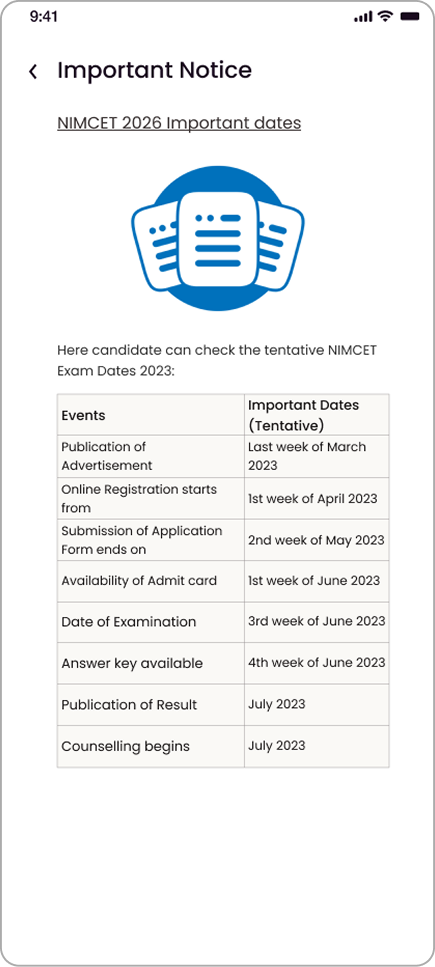 9:41
Important Notice
NIMCET 2026 Important dates
Here candidate can check the tentative NIMCET
Exam Dates 2023:
Events
Important Dates
(Tentative)
Publication of
Advertisement
Last week of March
2023
Online Registration starts
from
1st week of April 2023
Submission of Application
Form ends on
2nd week of May 2023
Availability of Admit card
1st week of June 2023
Date of Examination
3rd week of June 2023
Answer key available
4th week of June 2023
Publication of Result
July 2023
Counselling begins
July 2023